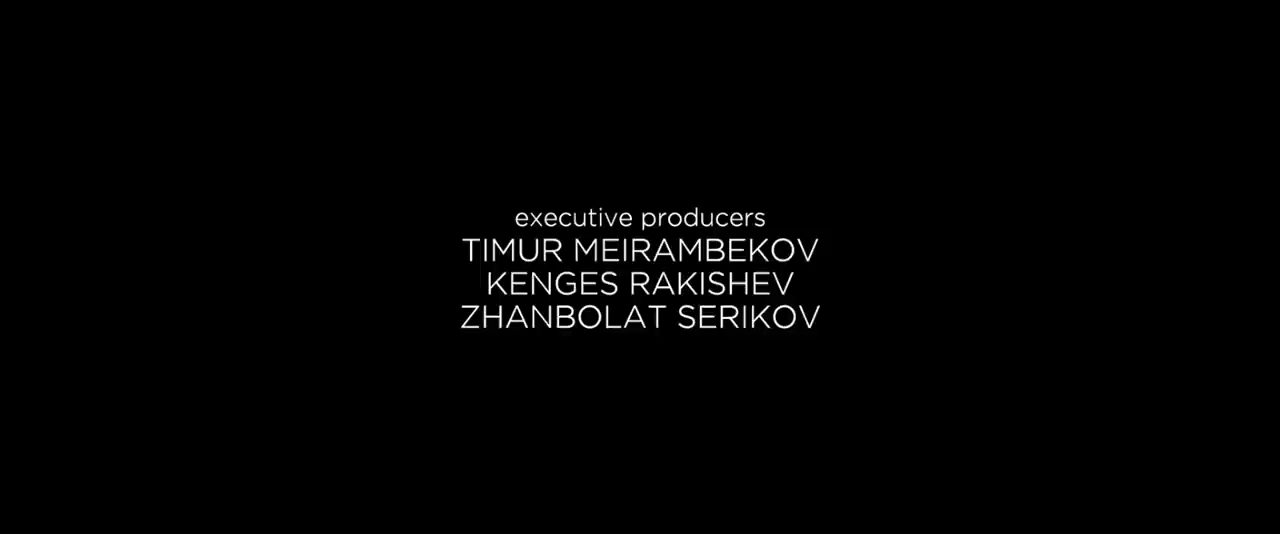 executive producers
TIMUR MEIRAMBEKOV
KENGES RAKISHEV
ZHANBOLAT SERIKOV